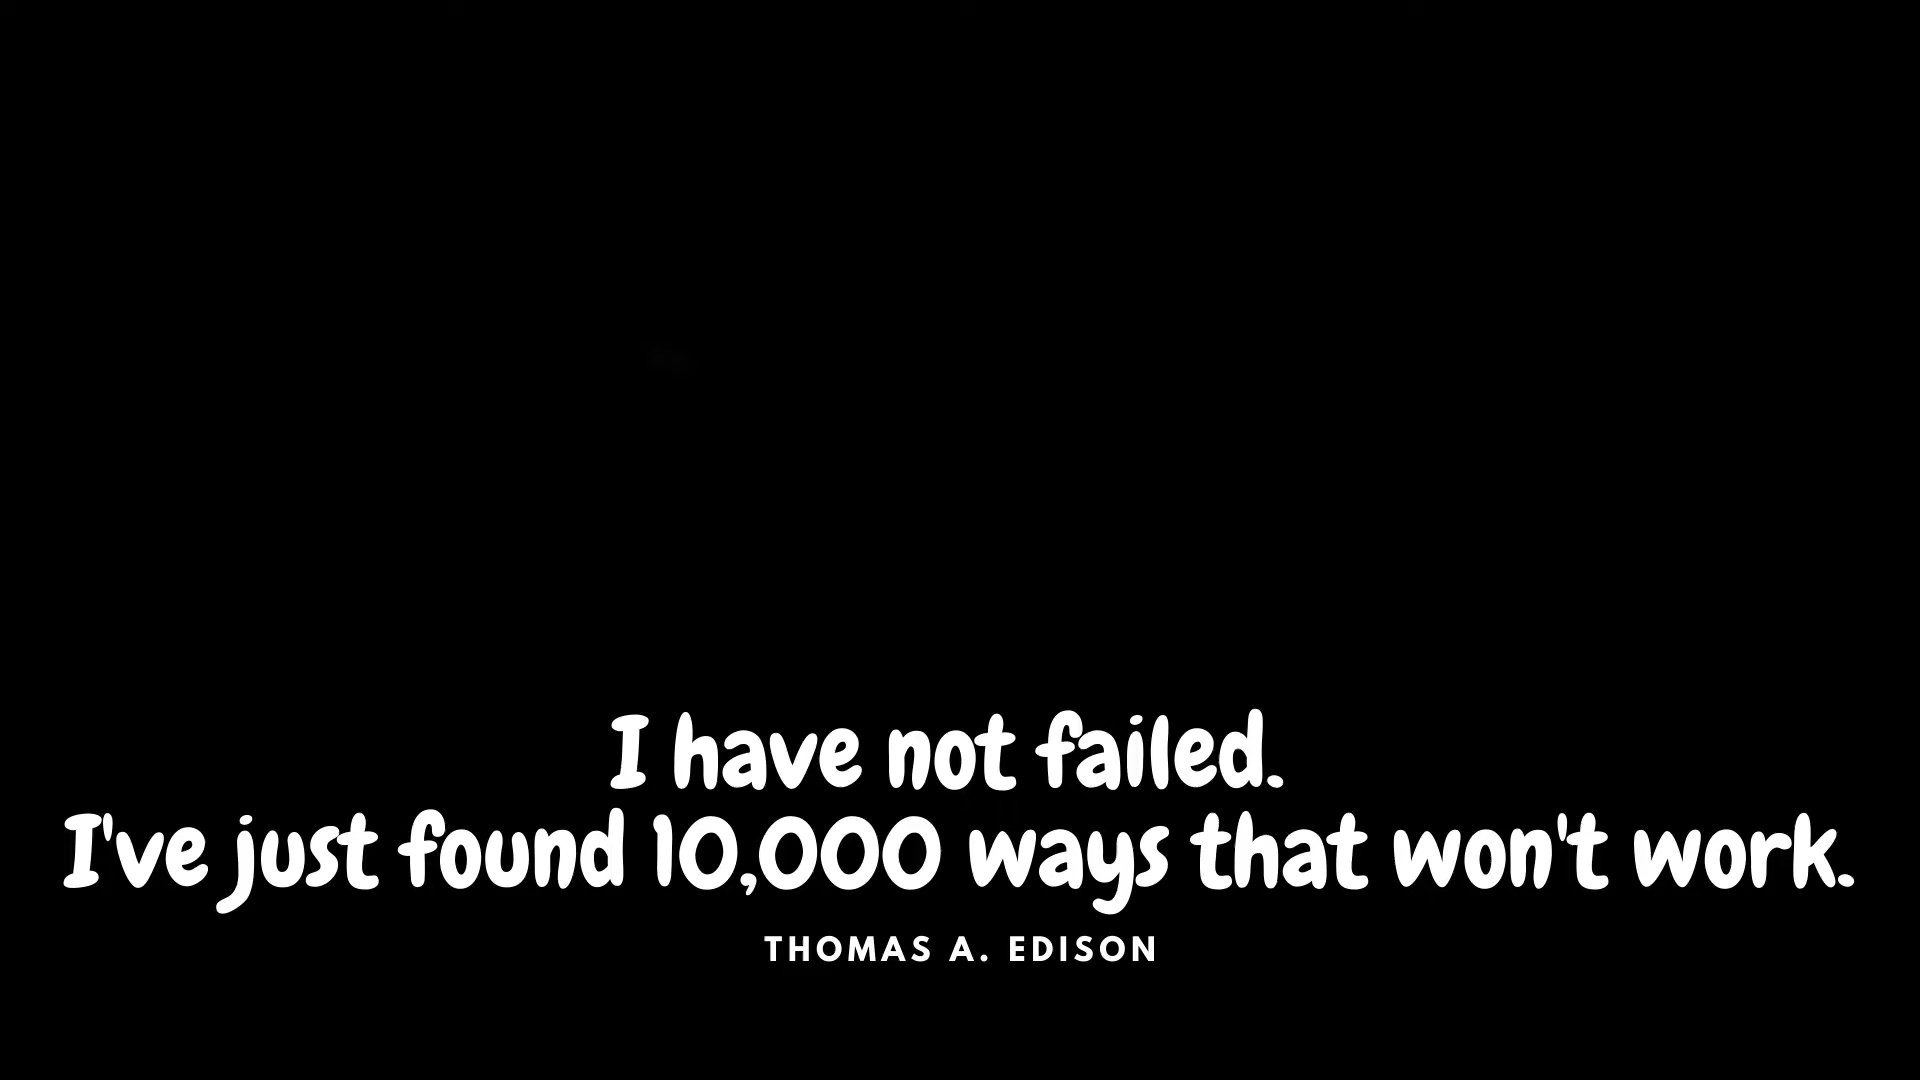 I have not failed.
I've just found 10,000 ways that won't work.
THOMAS A. EDISON